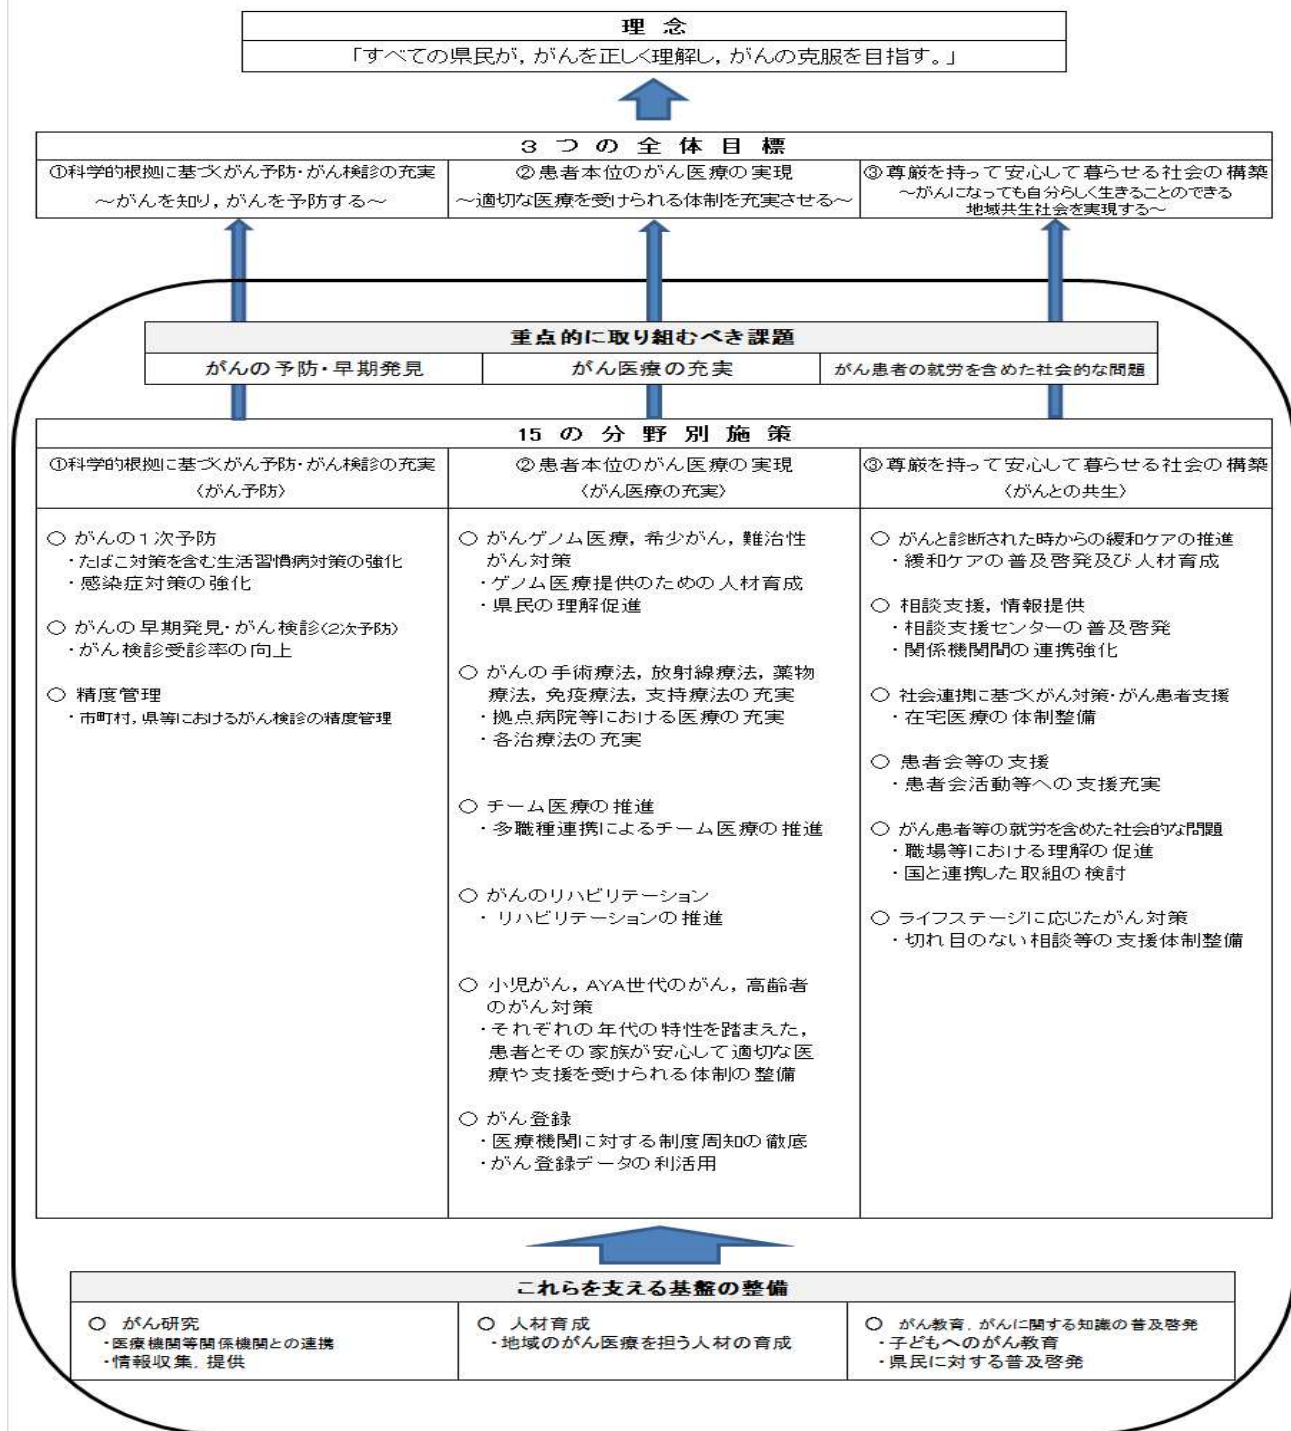 理 念
「すべての県民が，がんを正しく理解し，がんの克服を目指す。」
３ つ の 全 体 目 標
①科学的根拠に基づくがん予防・がん検診の充実
～がんを知り，がんを予防する～
②患者本位のがん医療の実現
～適切な医療を受けられる体制を充実させる～
③尊厳を持って安心して暮らせる社会の構築
～がんになっても自分らしく生きることのできる
地域共生社会を実現する～
重点的に取り組むべき課題
がんの予防・早期発見
がん医療の充実
がん患者の就労を含めた社会的な問題
15 の 分 野 別 施 策
①科学的根拠に基づくがん予防・がん検診の充実
〈がん予防〉
○ がんの１次予防
・たばこ対策を含む生活習慣病対策の強化
・感染症対策の強化
○ がんの早期発見・がん検診（２次予防）
・がん検診受診率の向上
○ 精度管理
・市町村，県等におけるがん検診の精度管理
②患者本位のがん医療の実現
〈がん医療の充実〉
○ がんゲノム医療，希少がん，難治性
がん対策
・ゲノム医療提供のための人材育成
・県民の理解促進
○ がんの手術療法，放射線療法，薬物
療法，免疫療法，支持療法の充実
・拠点病院等における医療の充実
・各治療法の充実
○ チーム医療の推進
・多職種連携によるチーム医療の推進
○ がんのリハビリテーション
・リハビリテーションの推進
○ 小児がん，AYA世代のがん，高齢者
のがん対策
・それぞれの年代の特性を踏まえた，
患者とその家族が安心して適切な医
療や支援を受けられる体制の整備
○ がん登録
・医療機関に対する制度周知の徹底
・がん登録データの利活用
③尊厳を持って安心して暮らせる社会の構築
〈がんとの共生〉
○ がんと診断された時からの緩和ケアの推進
・緩和ケアの普及啓発及び人材育成
○ 相談支援，情報提供
・相談支援センターの普及啓発
・関係機関間の連携強化
○ 社会連携に基づくがん対策・がん患者支援
・在宅医療の体制整備
○ 患者会等の支援
・患者会活動等への支援充実
○ がん患者等の就労を含めた社会的な問題
・職場等における理解の促進
・国と連携した取組の検討
○ ライフステージに応じたがん対策
・切れ目のない相談等の支援体制整備
これらを支える基盤の整備
○ がん研究
・医療機関等関係機関との連携
・情報収集，提供
○ 人材育成
・地域のがん医療を担う人材の育成
○ がん教育，がんに関する知識の普及啓発
・子どもへのがん教育
・県民に対する普及啓発